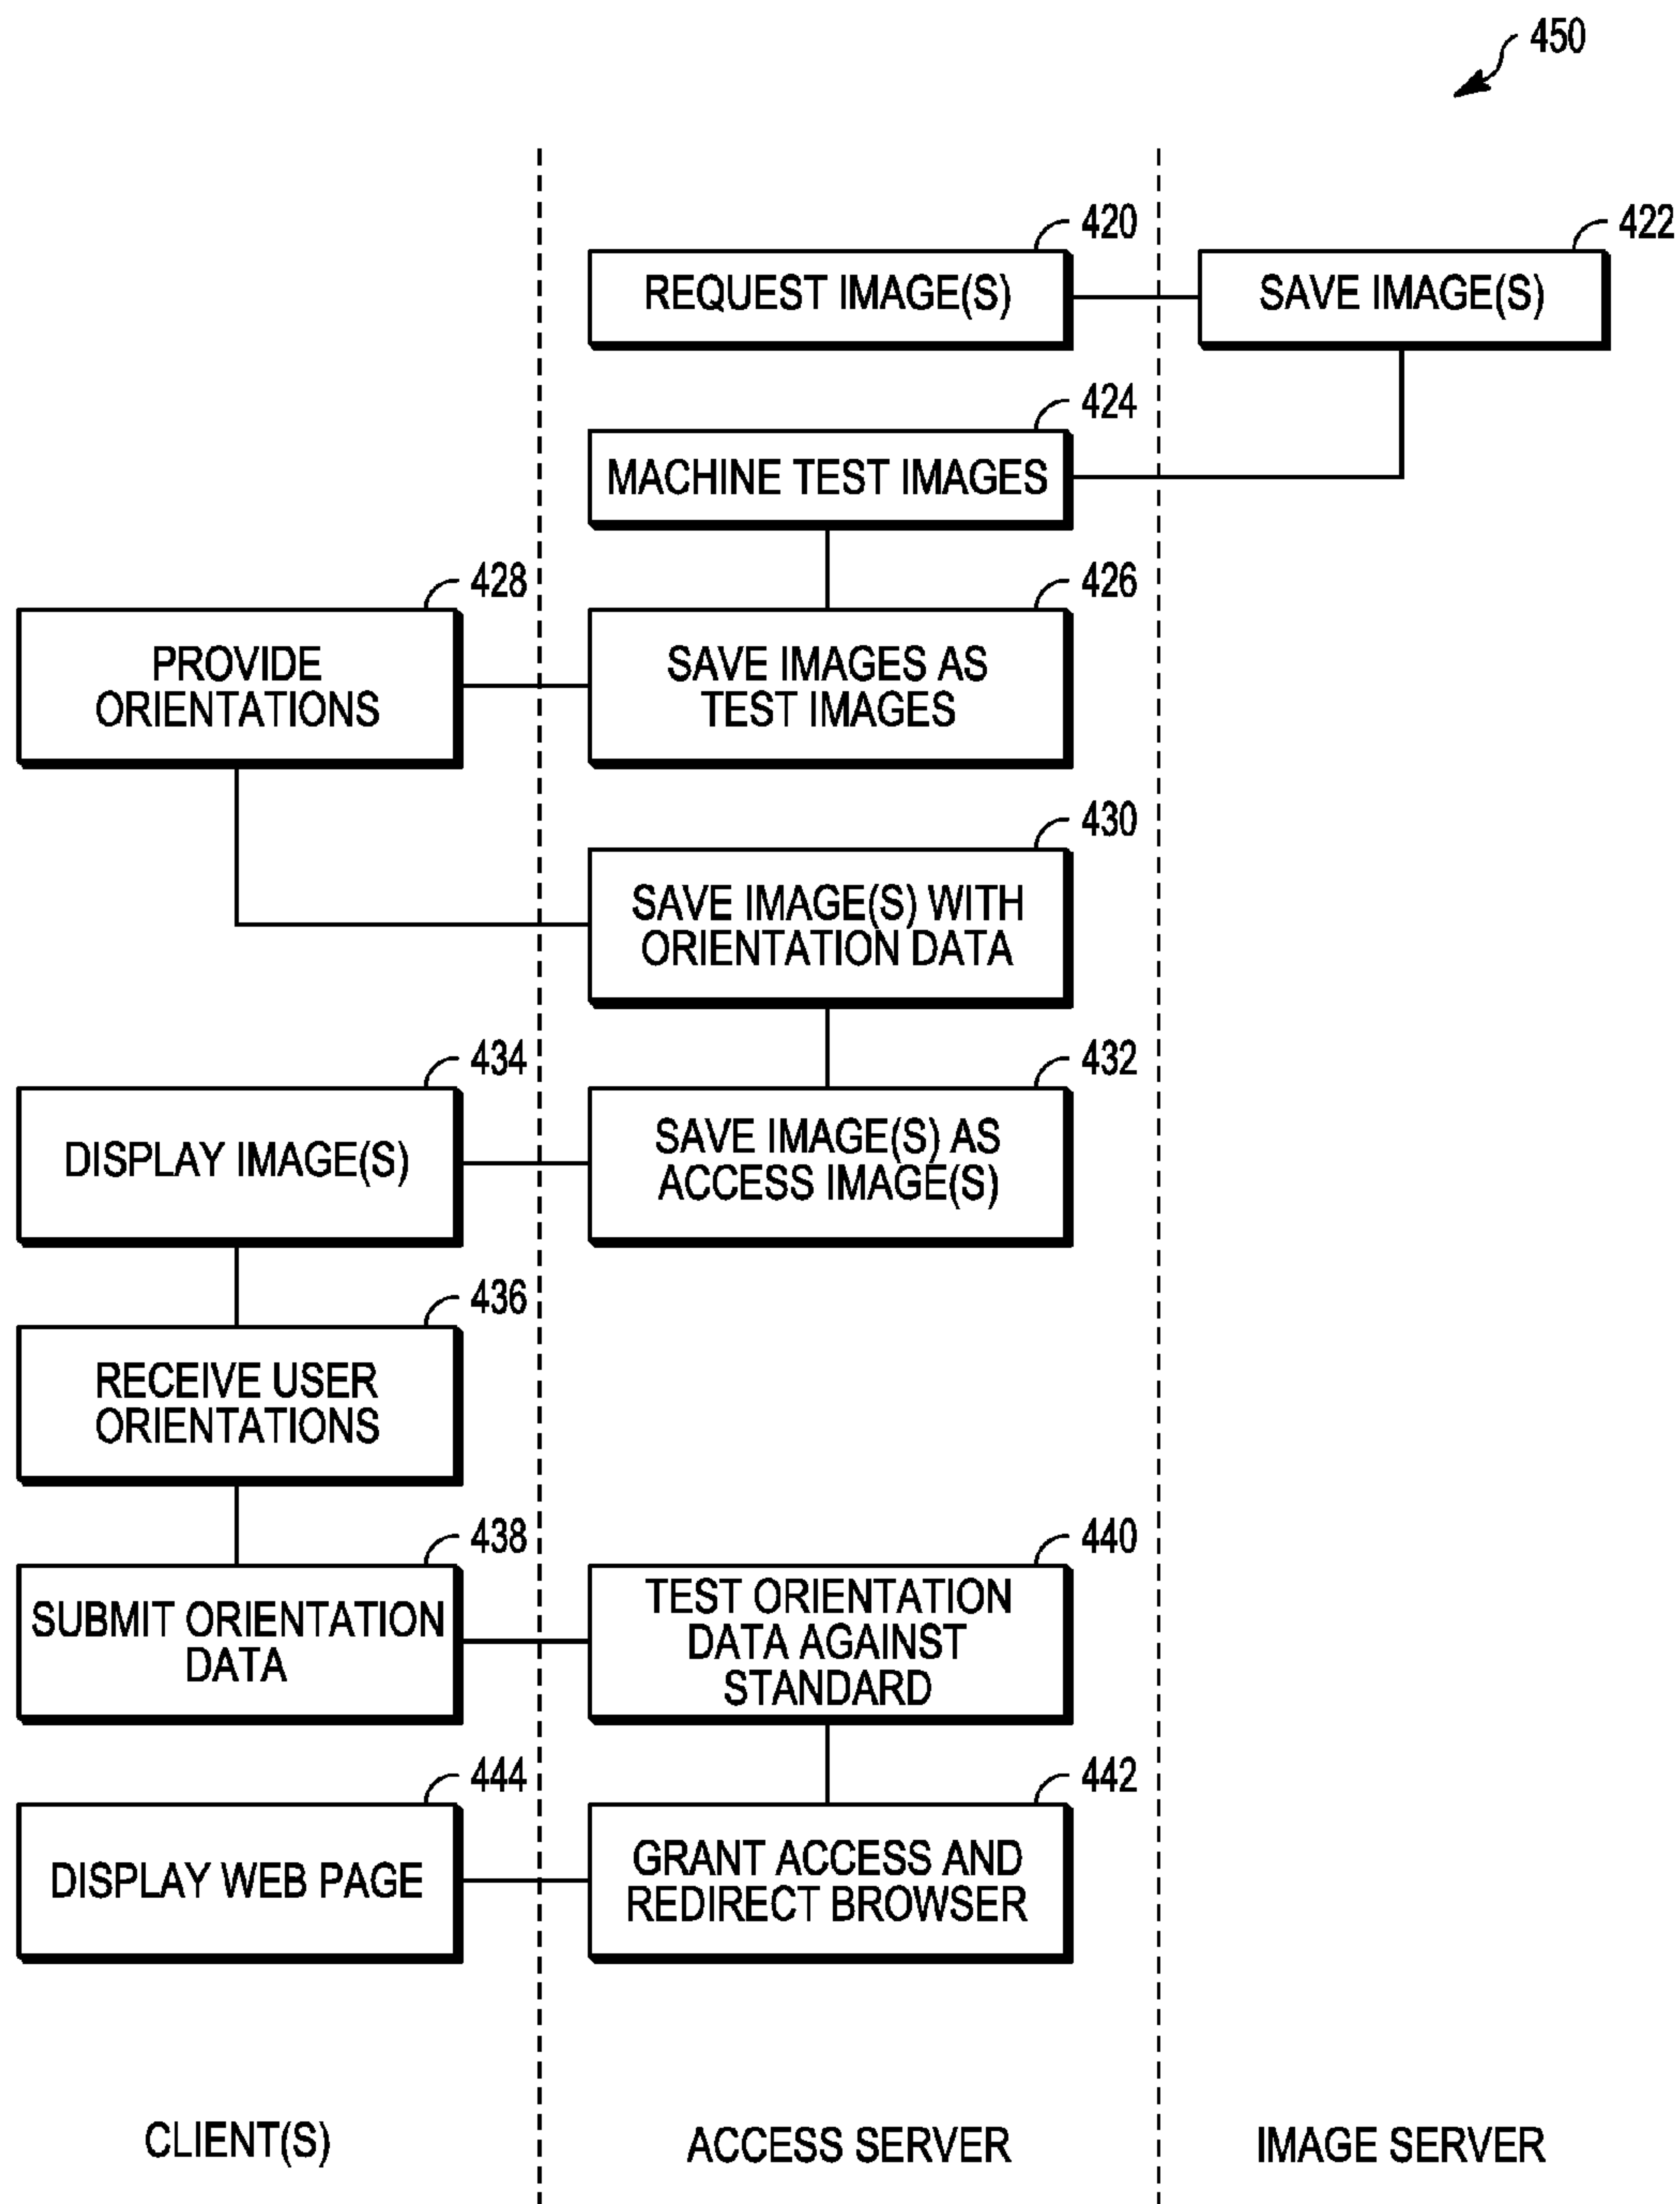 450
420
REQUEST IMAGE(S)
422
SAVE IMAGE(S)
424
MACHINE TEST IMAGES
428
PROVIDE
ORIENTATIONS
426
SAVE IMAGES AS
TEST IMAGES
430
SAVE IMAGE(S) WITH
ORIENTATION DATA
434
DISPLAY IMAGE(S)
432
SAVE IMAGE(S) AS
ACCESS IMAGE(S)
436
RECEIVE USER
ORIENTATIONS
438
SUBMIT ORIENTATION
DATA
440
TEST ORIENTATION
DATA AGAINST
STANDARD
444
DISPLAY WEB PAGE
442
GRANT ACCESS AND
REDIRECT BROWSER
CLIENT(S)
ACCESS SERVER
IMAGE SERVER